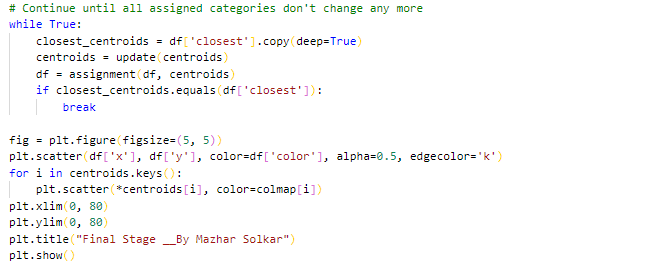 # Continue until all assigned categories don't change any more
while True:
    closest_centroids = df['closest'].copy(deep=True)
    centroids = update(centroids)
    df = assignment(df, centroids)
    if closest_centroids.equals(df['closest']):
        break

fig = plt.figure(figsize=(5, 5))
plt.scatter(df['x'], df['y'], color=df['color'], alpha=0.5, edgecolor='k')
for i in centroids.keys():
    plt.scatter(*centroids[i], color=colmap[i])
plt.xlim(0, 80)
plt.ylim(0, 80)
plt.title("Final Stage __By Mazhar Solkar")
plt.show()